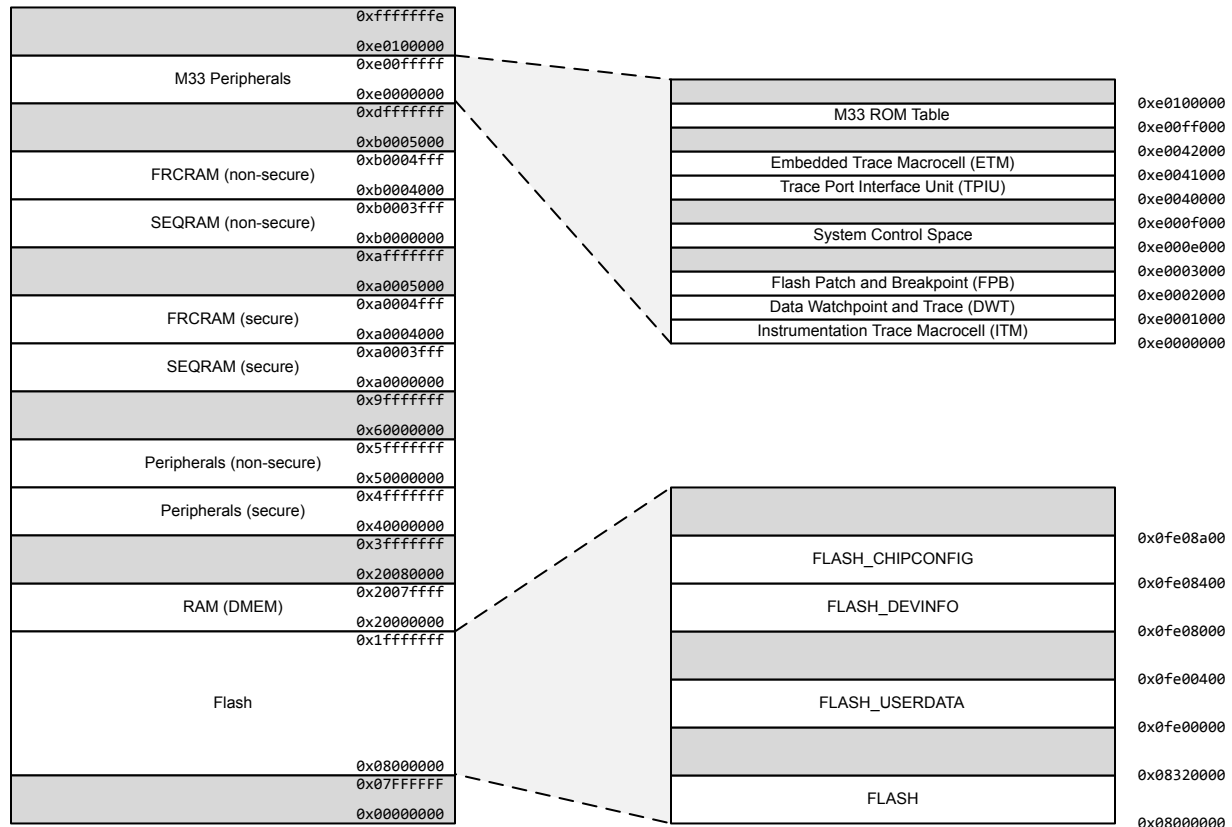 0xfffffffe
0xe0100000
M33 Peripherals
0xe00fffff
0xe0000000
0xdfffffff
0xb0005000
FRCRAM (non-secure)
0xb0004fff
0xb0004000
SEQRAM (non-secure)
0xb0003fff
0xb0000000
0xafffffff
0xa0005000
FRCRAM (secure)
0xa0004fff
0xa0004000
SEQRAM (secure)
0xa0003fff
0xa0000000
0x9fffffff
0x60000000
Peripherals (non-secure)
0x5fffffff
0x50000000
Peripherals (secure)
0x4fffffff
0x40000000
0x3fffffff
0x20080000
RAM (DMEM)
0x2007ffff
0x20000000
0x1fffffff
Flash
0x08000000
0x07FFFFFF
0x00000000
0xe0100000
M33 ROM Table
0xe00ff000
0xe0042000
Embedded Trace Macrocell (ETM)
0xe0041000
Trace Port Interface Unit (TPIU)
0xe0040000
0xe000f000
System Control Space
0xe000e000
0xe0003000
Flash Patch and Breakpoint (FPB)
0xe0002000
Data Watchpoint and Trace (DWT)
0xe0001000
Instrumentation Trace Macrocell (ITM)
0xe0000000
0x0fe08a00
FLASH_CHIPCONFIG
0x0fe08400
FLASH_DEVINFO
0x0fe08000
0x0fe00400
FLASH_USERDATA
0x0fe00000
0x08320000
FLASH
0x08000000